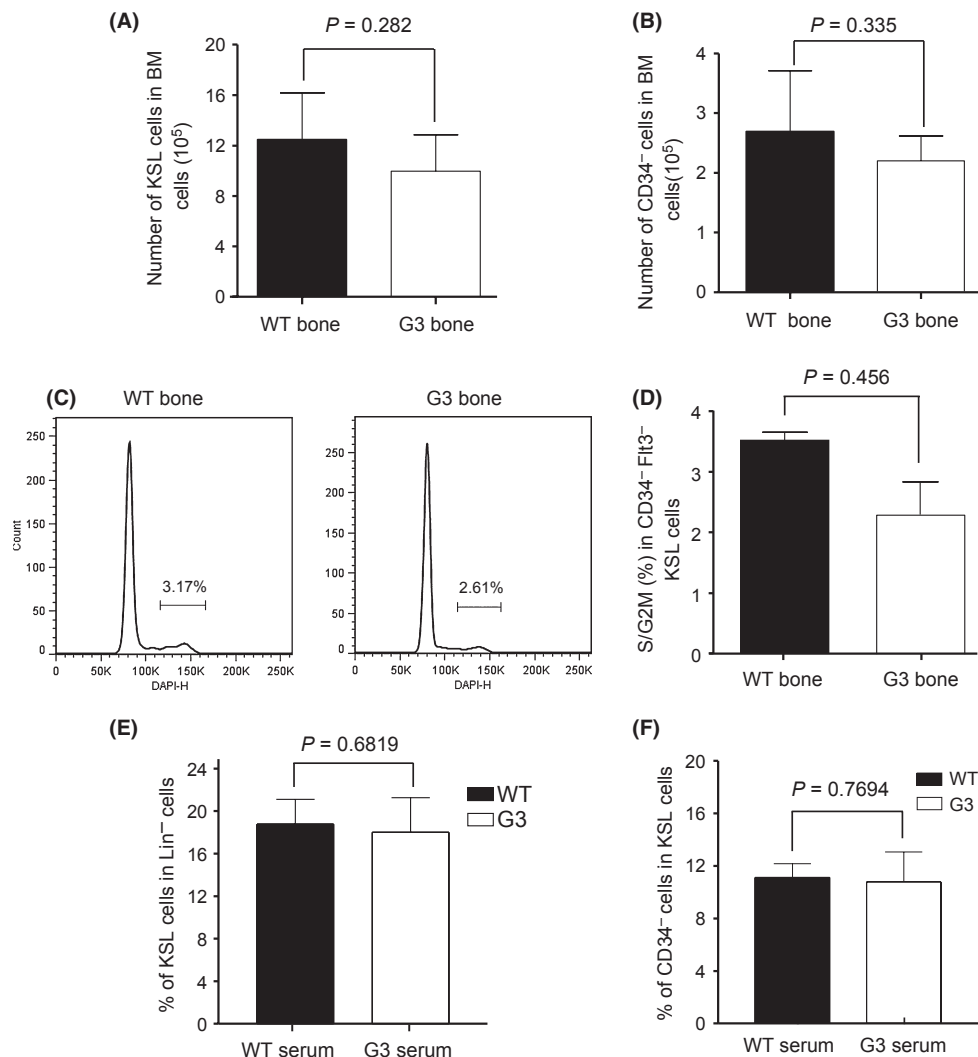 (A)
P = 0.282
Number of KSL cells in BM
cells (10⁵)
20
16
12
8
4
0
WT bone
G3 bone
(B)
P = 0.335
Number of CD34⁻ cells in BM
cells(10⁵)
4
3
2
1
0
WT bone
G3 bone
(C)
WT bone
Count
250
200
150
100
50
0
3.17%
0 50K 100K 150K 200K 250K
DAPI-H
G3 bone
250
200
150
100
50
0
2.61%
0 50K 100K 150K 200K 250K
DAPI-H
(D)
P = 0.456
S/G2M (%) in CD34⁻ Flt3⁻
KSL cells
4
3
2
1
0
WT bone
G3 bone
(E)
P = 0.6819
% of KSL cells in Lin⁻ cells
24
20
16
12
8
4
0
WT
G3
WT serum
G3 serum
(F)
P = 0.7694
% of CD34⁻ cells in KSL cells
20
16
12
8
4
0
WT
G3
WT serum
G3 serum